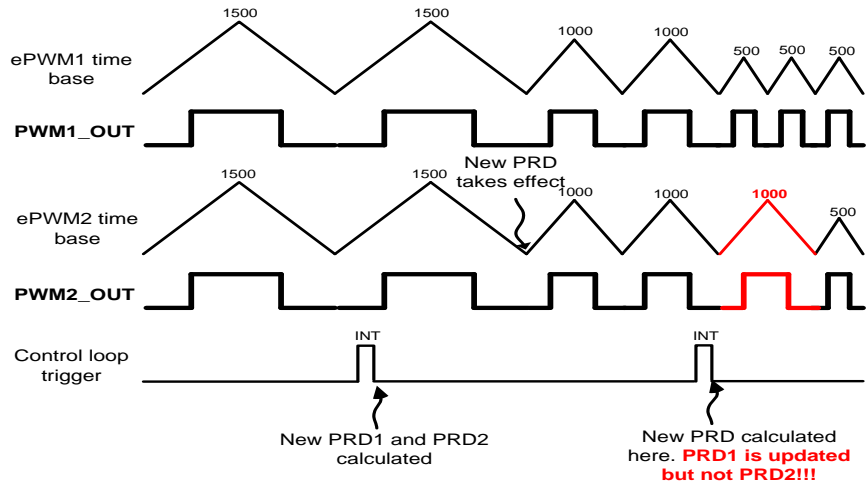 1500 1500 1000 1000 500 500 500
ePWM1 time
base
PWM1_OUT
New PRD
takes effect
1500 1500 1000 1000 1000 500
ePWM2 time
base
PWM2_OUT
INT INT
Control loop
trigger
New PRD1 and PRD2
calculated
New PRD calculated
here. PRD1 is updated
but not PRD2!!!